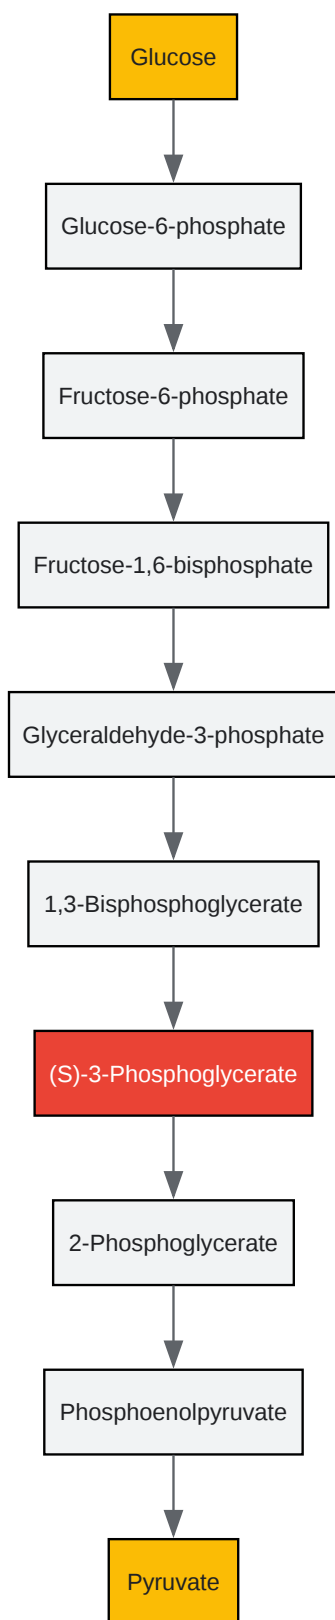 Glucose
Glucose-6-phosphate
Fructose-6-phosphate
Fructose-1,6-bisphosphate
Glyceraldehyde-3-phosphate
1,3-Bisphosphoglycerate
(S)-3-Phosphoglycerate
2-Phosphoglycerate
Phosphoenolpyruvate
Pyruvate